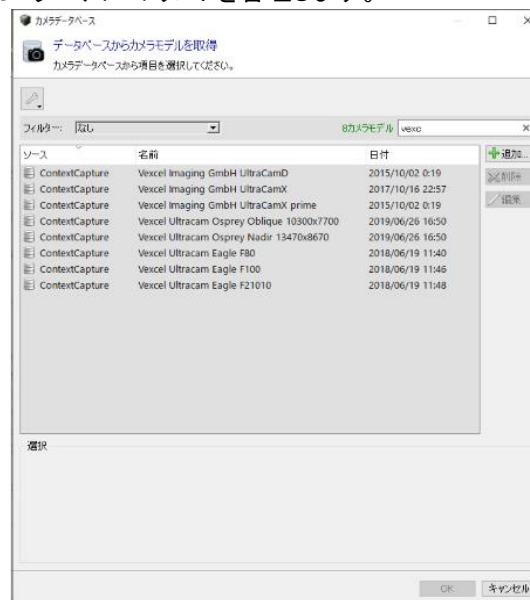 を管理します。
カメラデータベース
データベースからカメラモデルを取得
カメラデータベースから項目を選択してください。
フィルター: なし 8カメラモデル vexc
ソース 名前 日付 追加...
ContextCapture Vexcel Imaging GmbH UltraCamD 2015/10/02 0:19 削除
ContextCapture Vexcel Imaging GmbH UltraCamX 2017/10/16 22:57 編集
ContextCapture Vexcel Imaging GmbH UltraCamX prime 2015/10/02 0:19
ContextCapture Vexcel Ultracam Osprey Oblique 10300x7700 2019/06/26 16:50
ContextCapture Vexcel Ultracam Osprey Nadir 13470x8670 2019/06/26 16:50
ContextCapture Vexcel Ultracam Eagle F80 2018/06/19 11:40
ContextCapture Vexcel Ultracam Eagle F100 2018/06/19 11:46
ContextCapture Vexcel Ultracam Eagle F21010 2018/06/19 11:48
選択
OK キャンセル